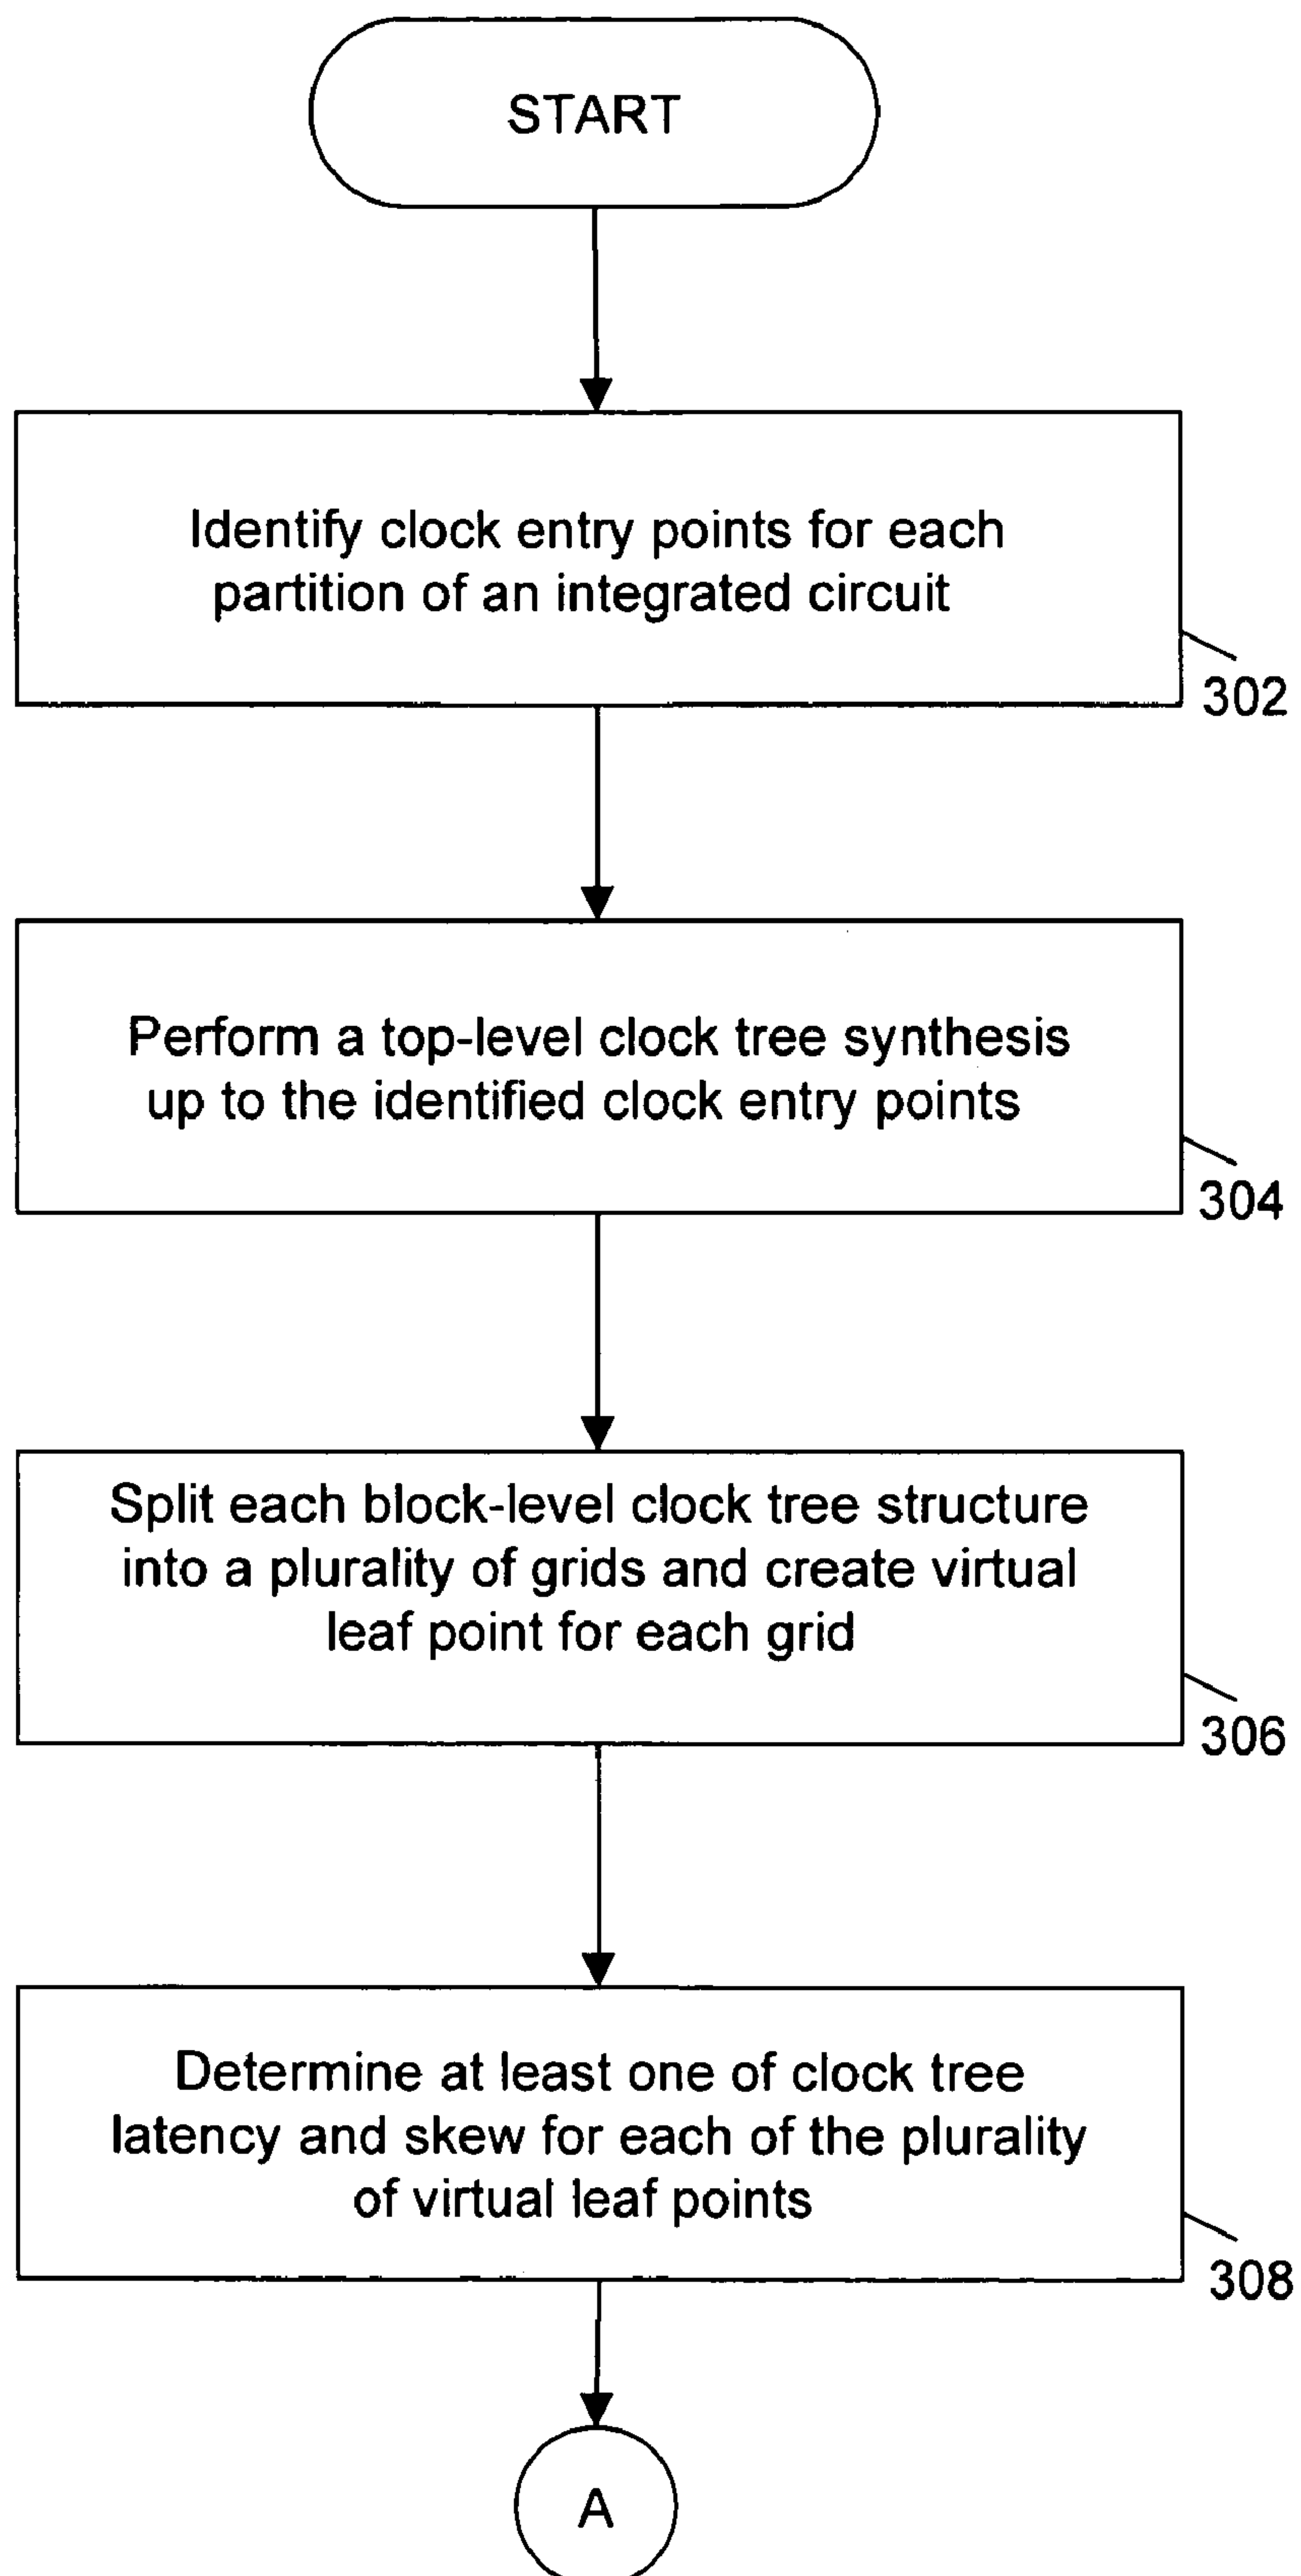 START
Identify clock entry points for each
partition of an integrated circuit
302
Perform a top-level clock tree synthesis
up to the identified clock entry points
304
Split each block-level clock tree structure
into a plurality of grids and create virtual
leaf point for each grid
306
Determine at least one of clock tree
latency and skew for each of the plurality
of virtual leaf points
308
A